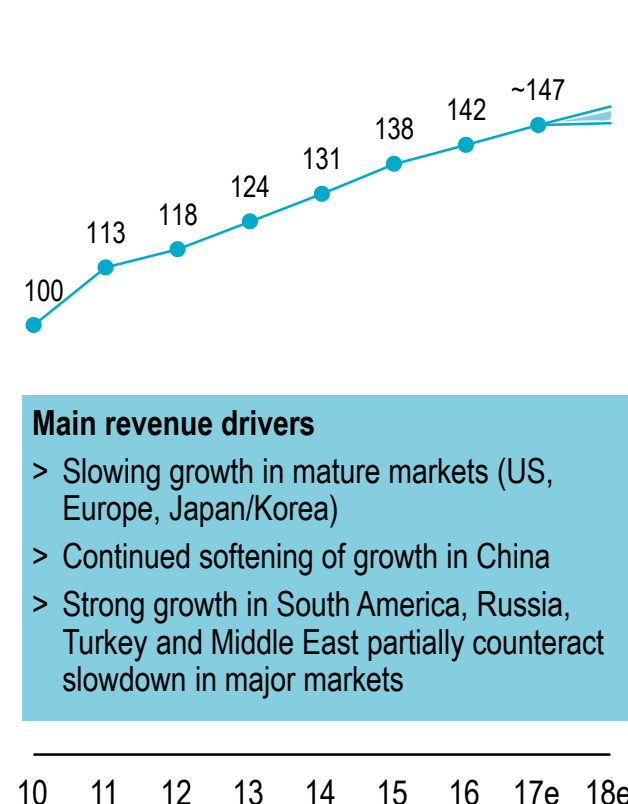 ~147
142
138
131
124
118
113
100
Main revenue drivers
> Slowing growth in mature markets (US,
Europe, Japan/Korea)
> Continued softening of growth in China
> Strong growth in South America, Russia,
Turkey and Middle East partially counteract
slowdown in major markets
10 11 12 13 14 15 16 17e 18e